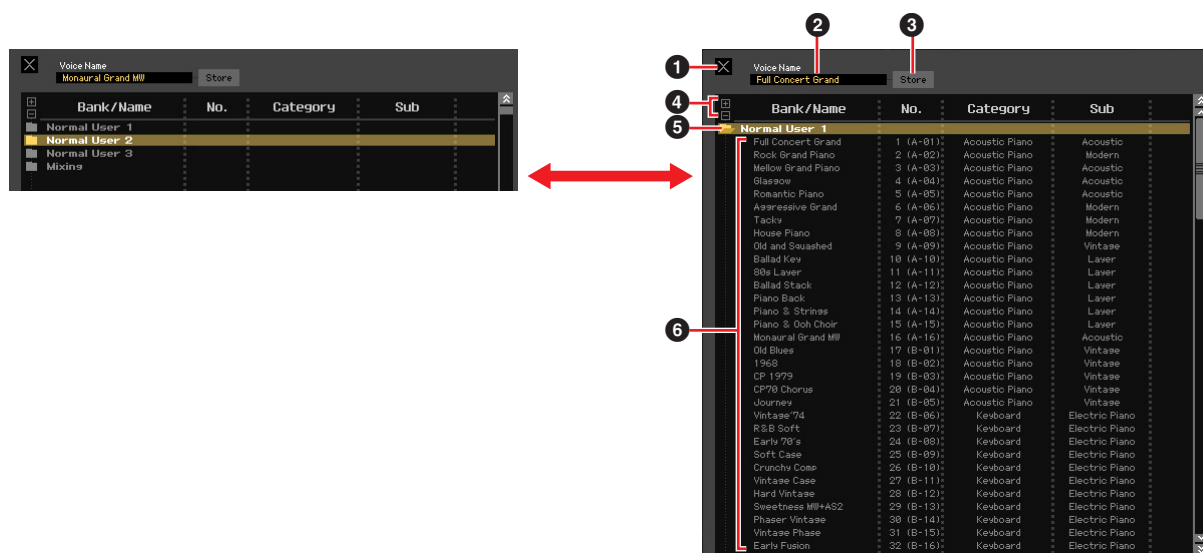 Voice Name
Monaural Grand MW Store
Bank/Name No. Category Sub
Normal User 1
Normal User 2
Normal User 3
Mixing
1
2
3
4
5
6
Voice Name
Full Concert Grand Store
Bank/Name No. Category Sub
Normal User 1
Full Concert Grand 1 (A-01) Acoustic Piano Acoustic
Rock Grand Piano 2 (A-02) Acoustic Piano Modern
Mellow Grand Piano 3 (A-03) Acoustic Piano Acoustic
Glasgow 4 (A-04) Acoustic Piano Acoustic
Romantic Piano 5 (A-05) Acoustic Piano Acoustic
Aggressive Grand 6 (A-06) Acoustic Piano Modern
Tacky 7 (A-07) Acoustic Piano Modern
House Piano 8 (A-08) Acoustic Piano Modern
Old and Squashed 9 (A-09) Acoustic Piano Vintage
Ballad Key 10 (A-10) Acoustic Piano Layer
80s Layer 11 (A-11) Acoustic Piano Layer
Ballad Stack 12 (A-12) Acoustic Piano Layer
Piano Back 13 (A-13) Acoustic Piano Layer
Piano & Strings 14 (A-14) Acoustic Piano Layer
Piano & Ooh Choir 15 (A-15) Acoustic Piano Layer
Monaural Grand MW 16 (A-16) Acoustic Piano Acoustic
Old Blues 17 (B-01) Acoustic Piano Vintage
1968 18 (B-02) Acoustic Piano Vintage
CP 1979 19 (B-03) Acoustic Piano Vintage
CP70 Chorus 20 (B-04) Acoustic Piano Vintage
Journey 21 (B-05) Acoustic Piano Vintage
Vintage'74 22 (B-06) Keyboard Electric Piano
R&B Soft 23 (B-07) Keyboard Electric Piano
Early 70's 24 (B-08) Keyboard Electric Piano
Soft Case 25 (B-09) Keyboard Electric Piano
Crunchy Comp 26 (B-10) Keyboard Electric Piano
Vintage Case 27 (B-11) Keyboard Electric Piano
Hard Vintage 28 (B-12) Keyboard Electric Piano
Sweetness MW+AS2 29 (B-13) Keyboard Electric Piano
Phaser Vintage 30 (B-14) Keyboard Electric Piano
Vintage Phase 31 (B-15) Keyboard Electric Piano
Early Fusion 32 (B-16) Keyboard Electric Piano